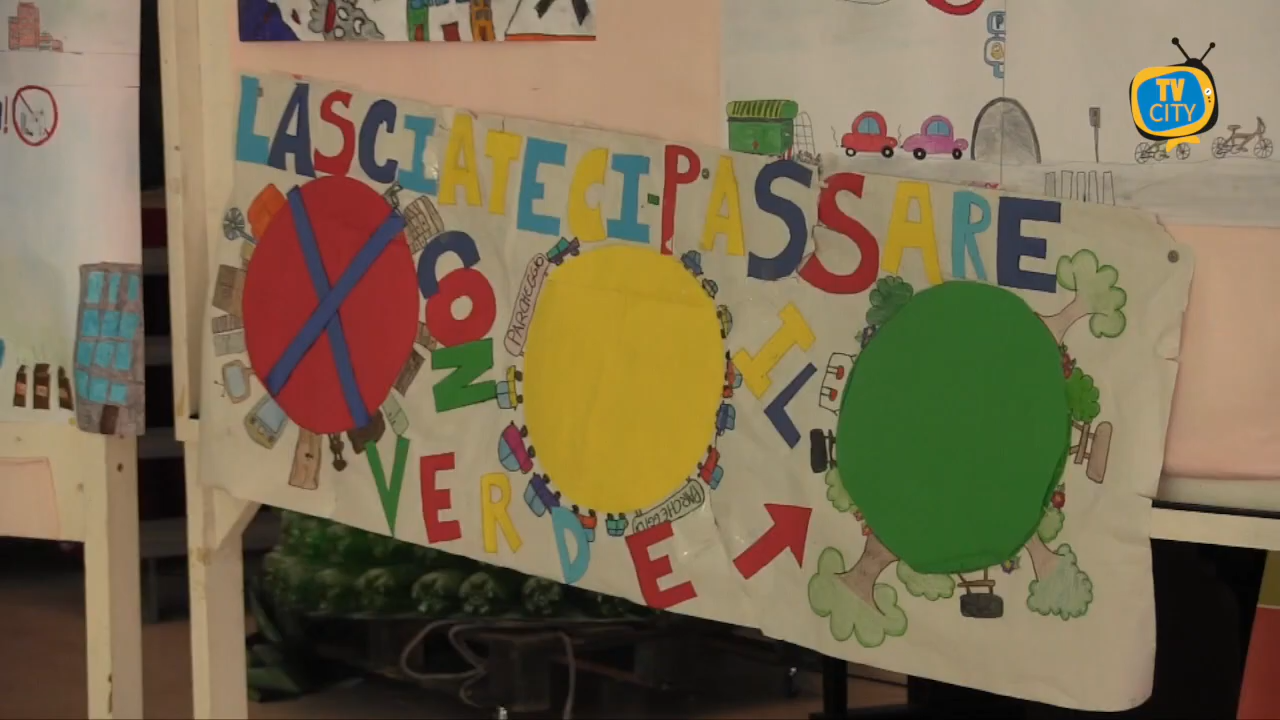 TV
CITY
P
LASCIATECI-PASSARE
CON IL
VERDE
PARCHEGGIO
PARCHEGGIO